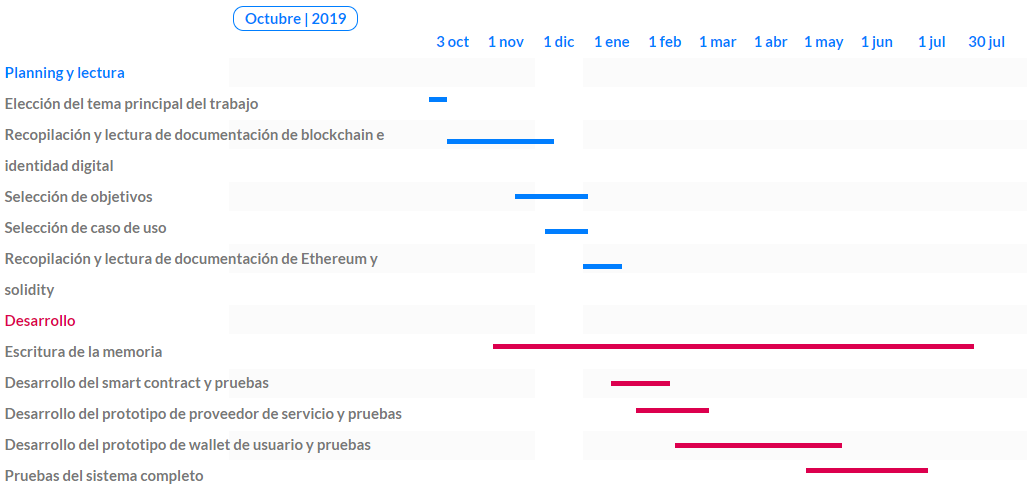 Octubre | 2019
3 oct 1 nov 1 dic 1 ene 1 feb 1 mar 1 abr 1 may 1 jun 1 jul 30 jul
Planning y lectura
Elección del tema principal del trabajo
Recopilación y lectura de documentación de blockchain e
identidad digital
Selección de objetivos
Selección de caso de uso
Recopilación y lectura de documentación de Ethereum y
solidity
Desarrollo
Escritura de la memoria
Desarrollo del smart contract y pruebas
Desarrollo del prototipo de proveedor de servicio y pruebas
Desarrollo del prototipo de wallet de usuario y pruebas
Pruebas del sistema completo